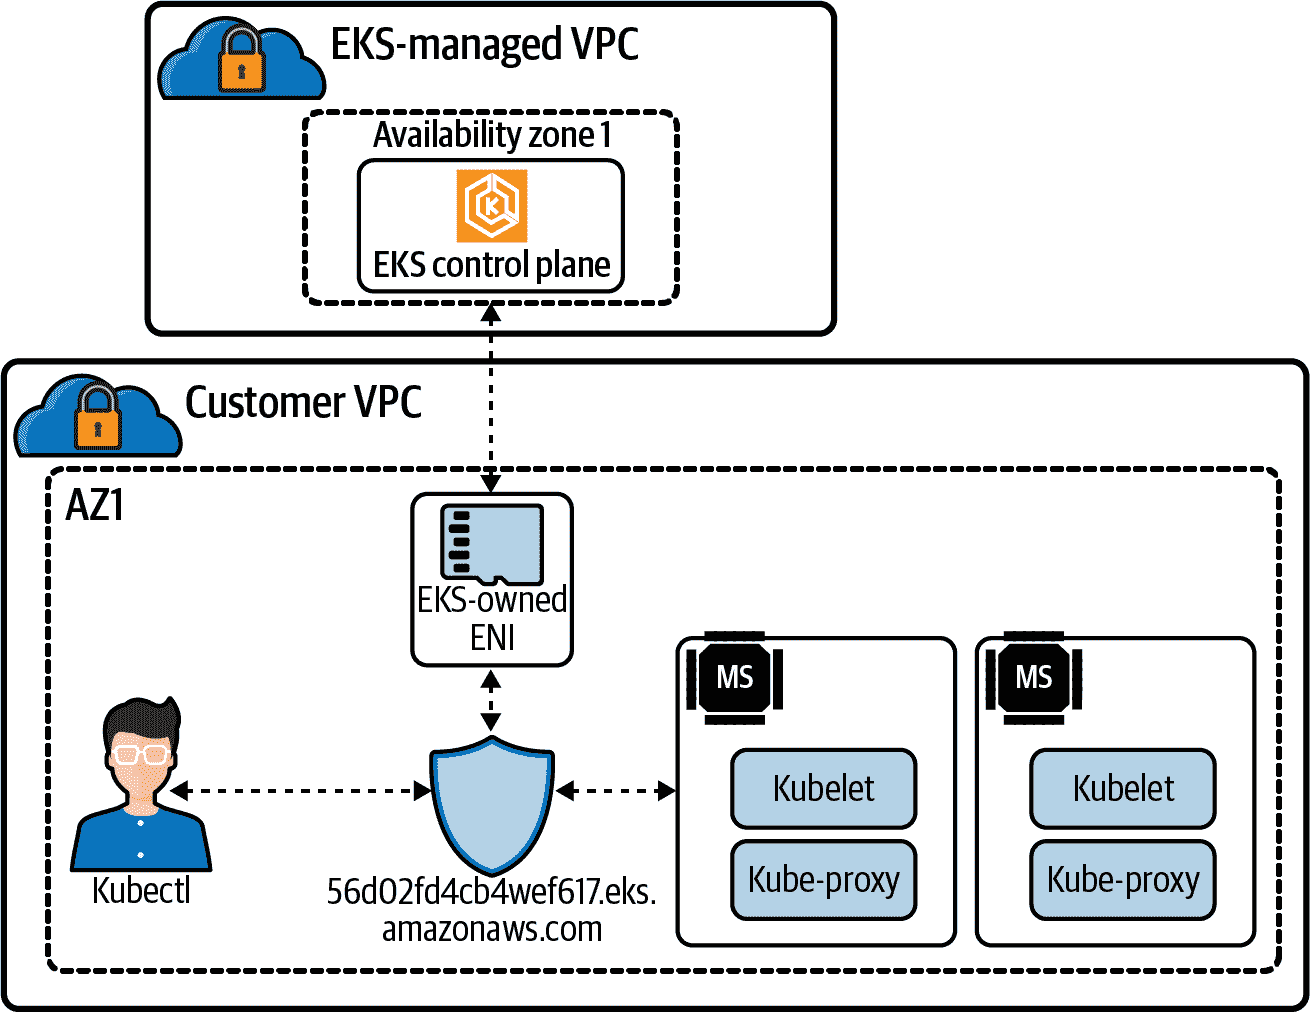 EKS-managed VPC
Availability zone 1
K
EKS control plane
Customer VPC
AZ1
EKS-owned
ENI
MS
MS
Kubelet
Kubelet
Kube-proxy
Kube-proxy
Kubectl
56d02fd4cb4wef617.eks.
amazonaws.com